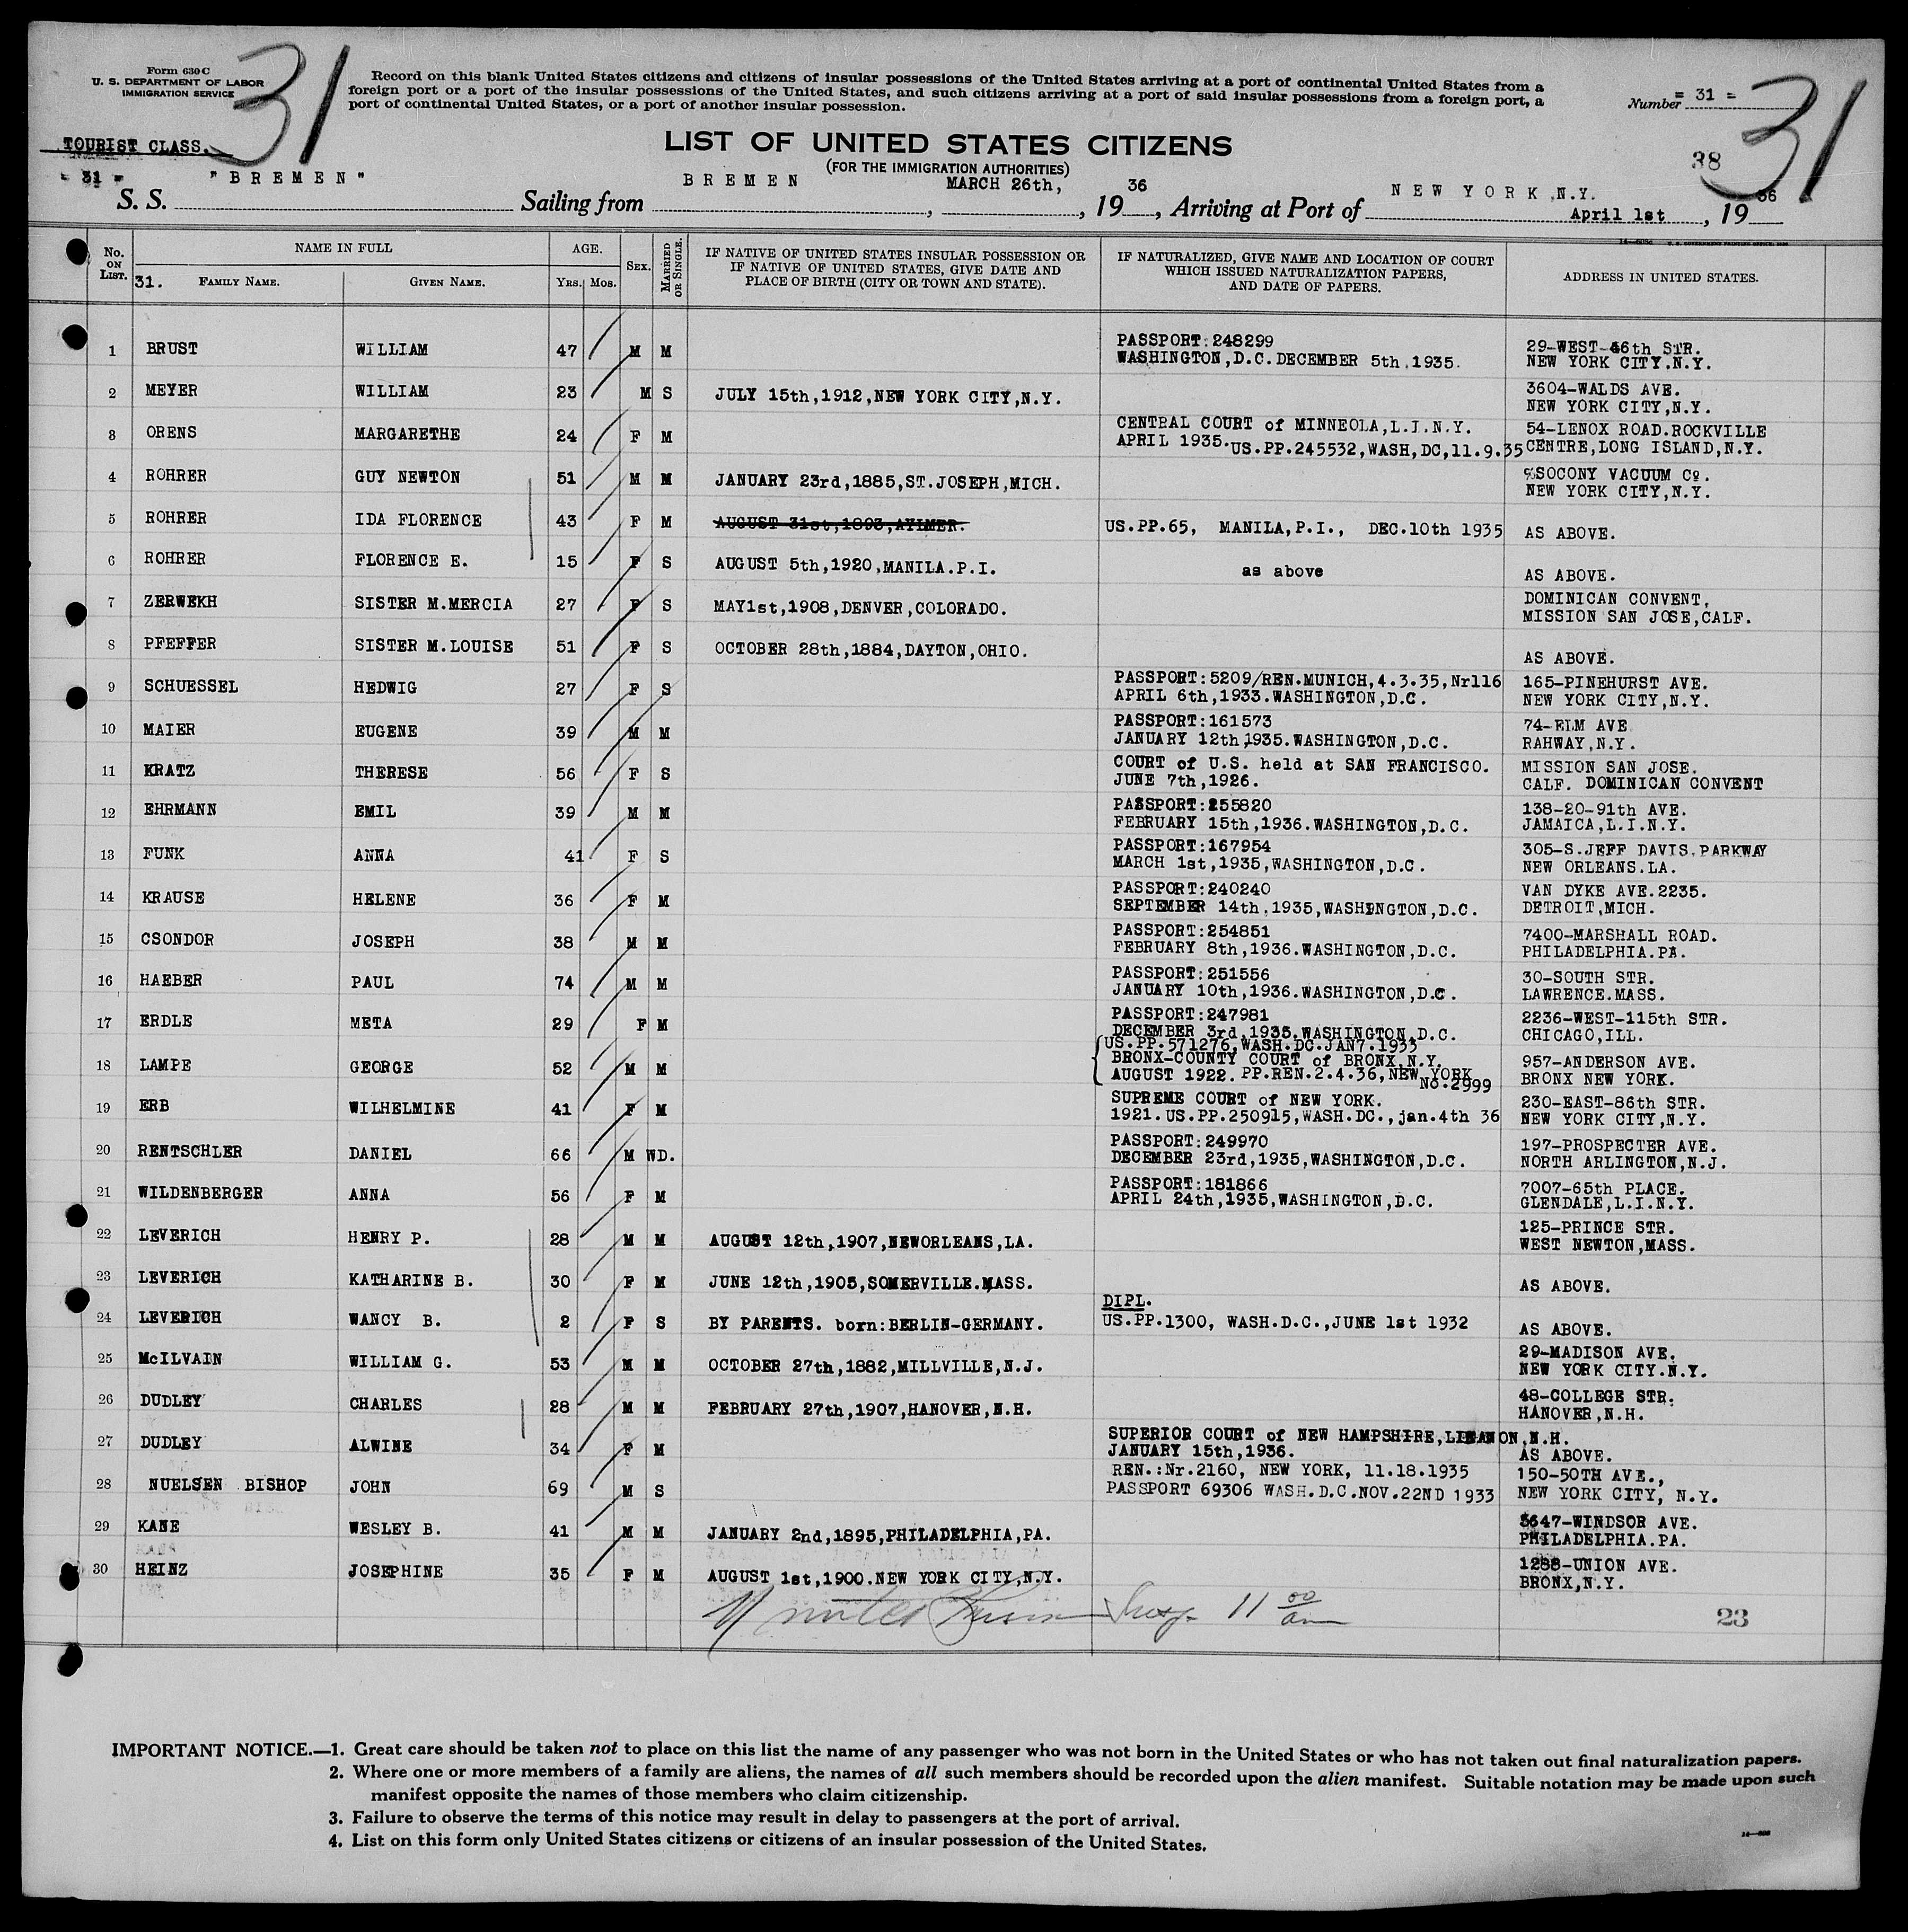 Form 630 C
U. S. DEPARTMENT OF LABOR
IMMIGRATION SERVICE
31
Record on this blank United States citizens and citizens of insular possessions of the United States arriving at a port of continental United States from a
foreign port or a port of the insular possessions of the United States, and such citizens arriving at a port of said insular possessions from a foreign port, a
port of continental United States, or a port of another insular possession.
Number = 31 =
31
TOURIST CLASS.
LIST OF UNITED STATES CITIZENS
(FOR THE IMMIGRATION AUTHORITIES)
38
- 31 =
S. S. "BREMEN" Sailing from BREMEN, MARCH 26th, 1936, Arriving at Port of NEW YORK, N.Y. April 1st, 1936
No. ON LIST. NAME IN FULL AGE. SEX. MARRIED OR SINGLE. IF NATIVE OF UNITED STATES INSULAR POSSESSION OR IF NATIVE OF UNITED STATES, GIVE DATE AND PLACE OF BIRTH (CITY OR TOWN AND STATE). IF NATURALIZED, GIVE NAME AND LOCATION OF COURT WHICH ISSUED NATURALIZATION PAPERS, AND DATE OF PAPERS. ADDRESS IN UNITED STATES.
31. FAMILY NAME. GIVEN NAME. YRS. MOS.
1 BRUST WILLIAM 47 M M PASSPORT:248299 29-WEST-46th STR.
WASHINGTON,D.C.DECEMBER 5th.1935. NEW YORK CITY.N.Y.
2 MEYER WILLIAM 23 M S JULY 15th,1912,NEW YORK CITY,N.Y. 3604-WALDS AVE.
NEW YORK CITY,N.Y.
3 ORENS MARGARETHE 24 F M CENTRAL COURT of MINNEOLA,L.I.N.Y. 54-LENOX ROAD.ROCKVILLE
APRIL 1935. US.PP.245532,WASH,DC,11.9.35 CENTRE,LONG ISLAND,N.Y.
4 ROHRER GUY NEWTON 51 M M JANUARY 23rd,1885,ST.JOSEPH,MICH. %SOCONY VACUUM Co.
NEW YORK CITY,N.Y.
5 ROHRER IDA FLORENCE 43 F M AUGUST 31st,1893,AYLMER. US.PP.65, MANILA,P.I., DEC.10th 1935 AS ABOVE.
6 ROHRER FLORENCE E. 15 F S AUGUST 5th,1920,MANILA.P.I. as above AS ABOVE.
7 ZERWEKH SISTER M.MERCIA 27 F S MAY1st,1908,DENVER,COLORADO. DOMINICAN CONVENT,
MISSION SAN JOSE,CALF.
8 PFEFFER SISTER M.LOUISE 51 F S OCTOBER 28th,1884,DAYTON,OHIO. AS ABOVE.
9 SCHUESSEL HEDWIG 27 F S PASSPORT:5209/REN.MUNICH,4.3.35,Nr116 165-PINEHURST AVE.
APRIL 6th,1933.WASHINGTON,D.C. NEW YORK CITY,N.Y.
10 MAIER EUGENE 39 M M PASSPORT:161573 74-ELM AVE
JANUARY 12th,1935.WASHINGTON,D.C. RAHWAY,N.Y.
11 KRATZ THERESE 56 F S COURT of U.S. held at SAN FRANCISCO. MISSION SAN JOSE.
JUNE 7th,1926. CALF. DOMINICAN CONVENT
12 EHRMANN EMIL 39 M M PASSPORT:255820 138-20-91th AVE.
FEBRUARY 15th,1936.WASHINGTON,D.C. JAMAICA,L.I.N.Y.
13 FUNK ANNA 41 F S PASSPORT:167954 305-S.JEFF DAVIS.PARKWAY
MARCH 1st,1935,WASHINGTON,D.C. NEW ORLEANS.LA.
14 KRAUSE HELENE 36 F M PASSPORT:240240 VAN DYKE AVE.2235.
SEPTEMBER 14th.1935,WASHINGTON,D.C. DETROIT,MICH.
15 CSONDOR JOSEPH 38 M M PASSPORT:254851 7400-MARSHALL ROAD.
FEBRUARY 8th,1936.WASHINGTON,D.C. PHILADELPHIA.PA.
16 HAEBER PAUL 74 M M PASSPORT:251556 30-SOUTH STR.
JANUARY 10th,1936.WASHINGTON,D.C. LAWRENCE.MASS.
17 ERDLE META 29 F M PASSPORT:247981 2236-WEST-115th STR.
DECEMBER 3rd,1935.WASHINGTON,D.C. CHICAGO,ILL.
US.PP.571276,WASH.DC.JAN7.1933
18 LAMPE GEORGE 52 M M BRONX-COUNTY COURT of BRONX,N.Y. 957-ANDERSON AVE.
AUGUST 1922. PP.REN.2.4.36,NEW YORK No.2999 BRONX NEW YORK.
19 ERB WILHELMINE 41 F M SUPREME COURT of NEW YORK. 230-EAST-86th STR.
1921.US.PP.250915,WASH.DC.,jan.4th 36 NEW YORK CITY,N.Y.
20 RENTSCHLER DANIEL 66 M WD. PASSPORT:249970 197-PROSPECTER AVE.
DECEMBER 23rd,1935,WASHINGTON,D.C. NORTH ARLINGTON,N.J.
21 WILDENBERGER ANNA 56 F M PASSPORT:181866 7007-65th PLACE.
APRIL 24th,1935,WASHINGTON,D.C. GLENDALE,L.I.N.Y.
22 LEVERICH HENRY P. 28 M M AUGUST 12th,1907,NEWORLEANS,LA. 125-PRINCE STR.
WEST NEWTON,MASS.
23 LEVERICH KATHARINE B. 30 F M JUNE 12th,1905,SOMERVILLE.MASS. AS ABOVE.
DIPL.
24 LEVERICH WANCY B. 2 F S BY PARENTS. born:BERLIN-GERMANY. US.PP.1300, WASH.D.C.,JUNE 1st 1932 AS ABOVE.
25 McILVAIN WILLIAM G. 53 M M OCTOBER 27th,1882,MILLVILLE,N.J. 29-MADISON AVE.
NEW YORK CITY.N.Y.
26 DUDLEY CHARLES 28 M M FEBRUARY 27th,1907,HANOVER,N.H. 48-COLLEGE STR.
HANOVER,N.H.
27 DUDLEY ALWINE 34 F M SUPERIOR COURT of NEW HAMPSHIRE,LEBANON,N.H.
JANUARY 15th,1936. AS ABOVE.
28 NUELSEN BISHOP JOHN 69 M S REN.:Nr.2160, NEW YORK, 11.18.1935 150-50TH AVE.,
PASSPORT 69306 WASH.D.C.NOV.22ND 1933 NEW YORK CITY, N.Y.
29 KANE WESLEY B. 41 M M JANUARY 2nd,1895,PHILADELPHIA,PA. 5647-WINDSOR AVE.
PHILADELPHIA.PA.
30 HEINZ JOSEPHINE 35 F M AUGUST 1st,1900.NEW YORK CITY,N.Y. 1288-UNION AVE.
BRONX,N.Y.
11 00 am
23
IMPORTANT NOTICE.—1. Great care should be taken not to place on this list the name of any passenger who was not born in the United States or who has not taken out final naturalization papers.
2. Where one or more members of a family are aliens, the names of all such members should be recorded upon the alien manifest. Suitable notation may be made upon such
manifest opposite the names of those members who claim citizenship.
3. Failure to observe the terms of this notice may result in delay to passengers at the port of arrival.
4. List on this form only United States citizens or citizens of an insular possession of the United States.